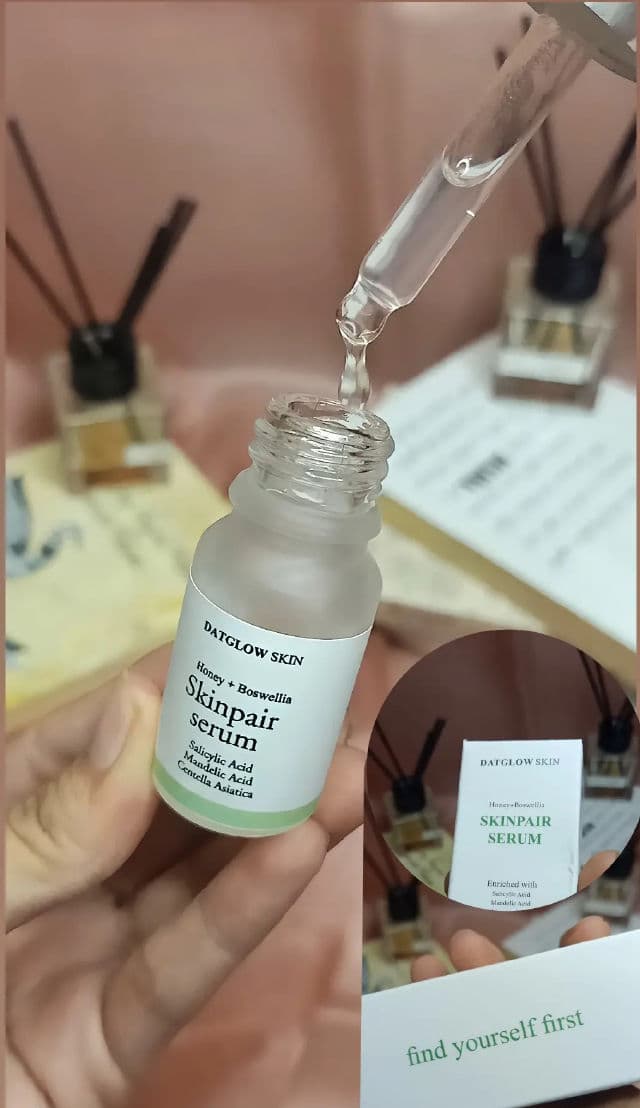 DATGLOW SKIN
Honey + Boswellia
Skinpair
serum
Salicylic Acid
Mandelic Acid
Centella Asiatica
DATGLOW SKIN
Honey+Boswellia
SKINPAIR
SERUM
Enriched with
Salicylic Acid
Mandelic Acid
find yourself first